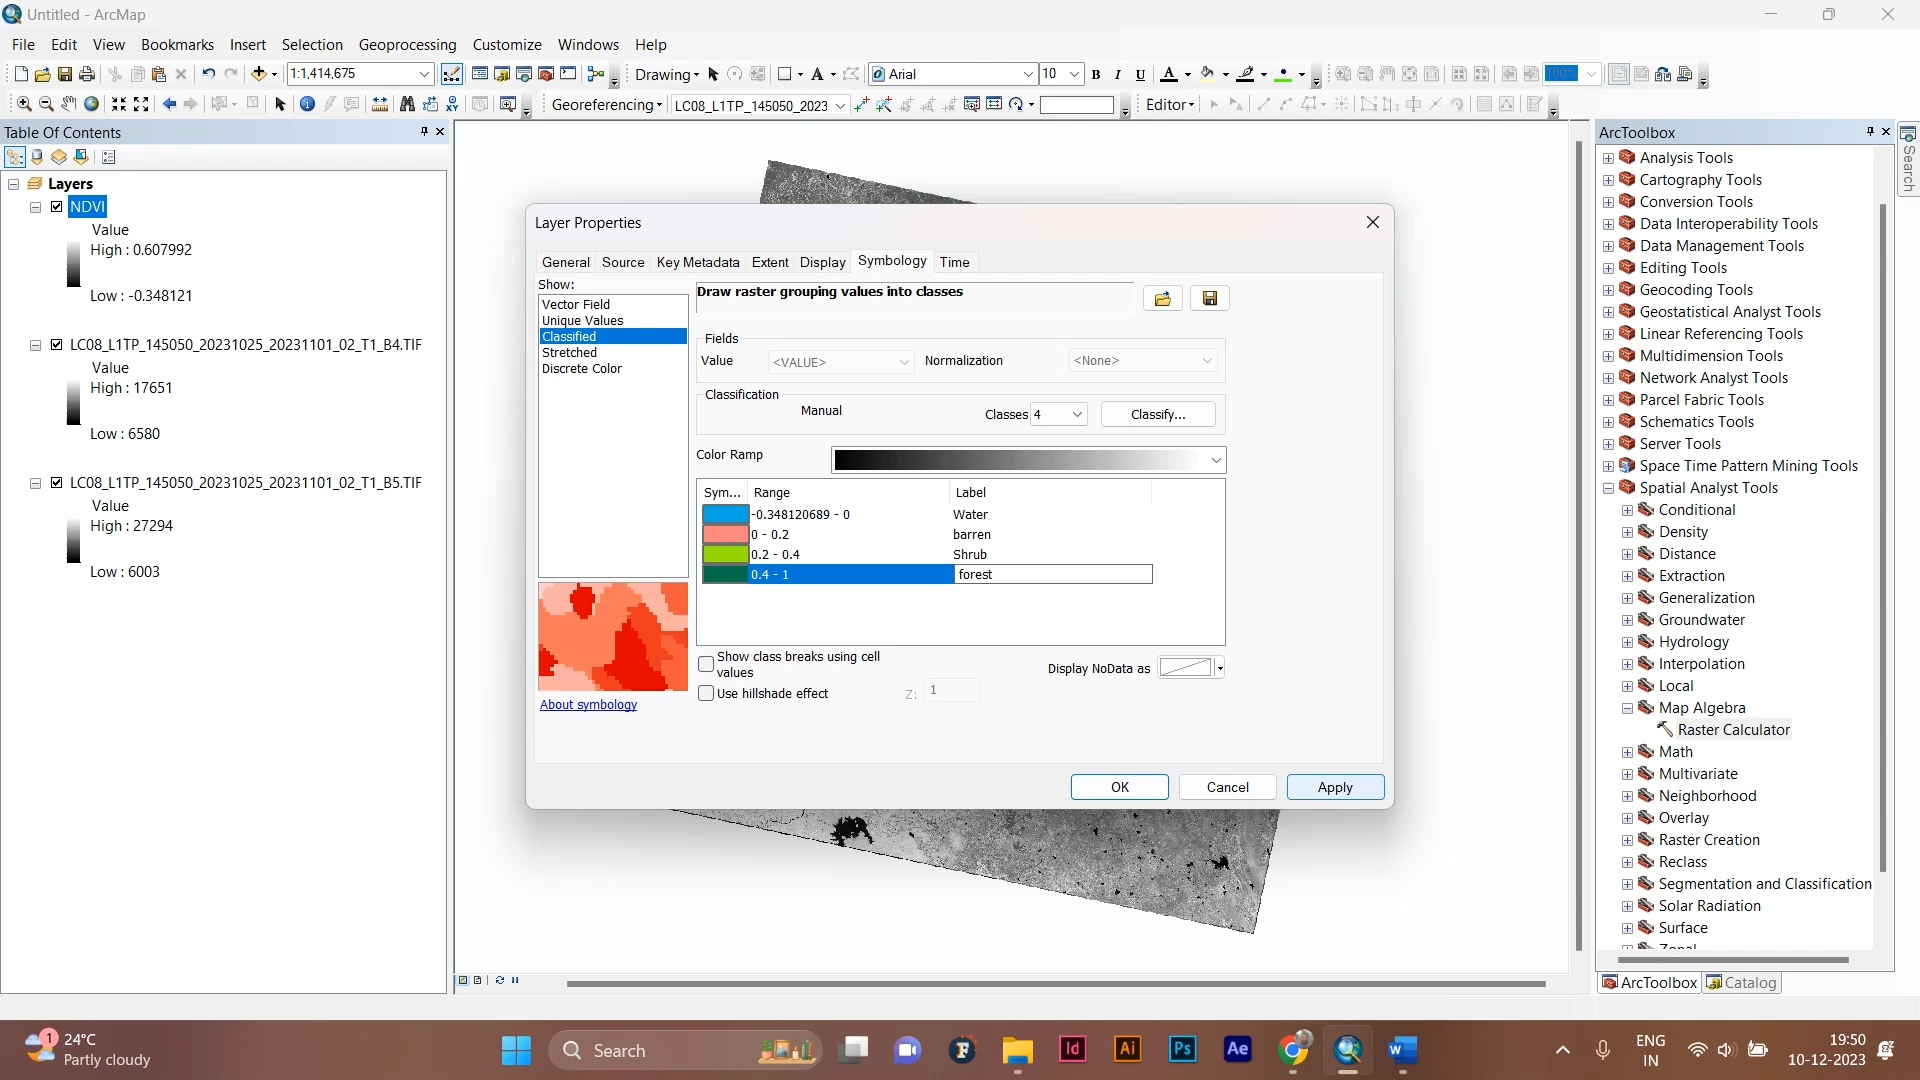 Untitled - ArcMap
File Edit View Bookmarks Insert Selection Geoprocessing Customize Windows Help
1:1,414,675 Drawing Arial 10 B I U A 100%
Georeferencing LC08_L1TP_145050_2023 Editor
Table Of Contents
Layers
NDVI
Value
High : 0.607992
Low : -0.348121
LC08_L1TP_145050_20231025_20231101_02_T1_B4.TIF
Value
High : 17651
Low : 6580
LC08_L1TP_145050_20231025_20231101_02_T1_B5.TIF
Value
High : 27294
Low : 6003
Layer Properties
General Source Key Metadata Extent Display Symbology Time
Show:
Vector Field
Unique Values
Classified
Stretched
Discrete Color
About symbology
Draw raster grouping values into classes
Fields
Value <VALUE> Normalization <None>
Classification
Manual Classes 4 Classify...
Color Ramp
Sym... Range Label
-0.348120689 - 0 Water
0 - 0.2 barren
0.2 - 0.4 Shrub
0.4 - 1 forest
Show class breaks using cell
values
Display NoData as
Use hillshade effect Z: 1
OK Cancel Apply
ArcToolbox
Analysis Tools
Cartography Tools
Conversion Tools
Data Interoperability Tools
Data Management Tools
Editing Tools
Geocoding Tools
Geostatistical Analyst Tools
Linear Referencing Tools
Multidimension Tools
Network Analyst Tools
Parcel Fabric Tools
Schematics Tools
Server Tools
Space Time Pattern Mining Tools
Spatial Analyst Tools
Conditional
Density
Distance
Extraction
Generalization
Groundwater
Hydrology
Interpolation
Local
Map Algebra
Raster Calculator
Math
Multivariate
Neighborhood
Overlay
Raster Creation
Reclass
Segmentation and Classification
Solar Radiation
Surface
Zonal
ArcToolbox Catalog
Search
1
24°C
Partly cloudy
Search
Id Ai Ps Ae W
ENG
IN
19:50
10-12-2023